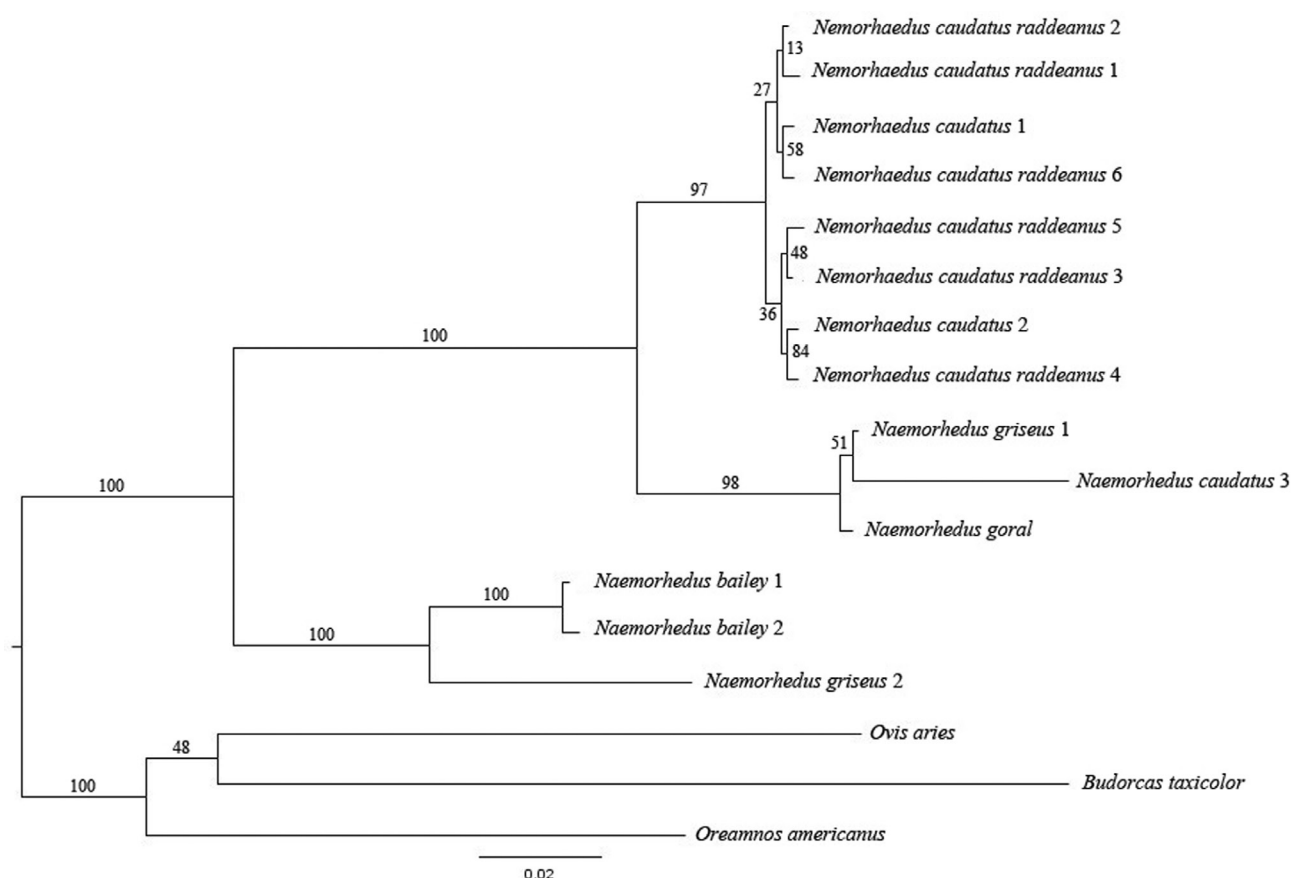 Nemorhaedus caudatus raddeanus 2
13
Nemorhaedus caudatus raddeanus 1
27
Nemorhaedus caudatus 1
58
Nemorhaedus caudatus raddeanus 6
97
Nemorhaedus caudatus raddeanus 5
48
Nemorhaedus caudatus raddeanus 3
36
Nemorhaedus caudatus 2
100
84
Nemorhaedus caudatus raddeanus 4
Naemorhedus griseus 1
51
Naemorhedus caudatus 3
98
100
Naemorhedus goral
Naemorhedus bailey 1
100
Naemorhedus bailey 2
100
Naemorhedus griseus 2
Ovis aries
48
Budorcas taxicolor
100
Oreamnos americanus
0.02